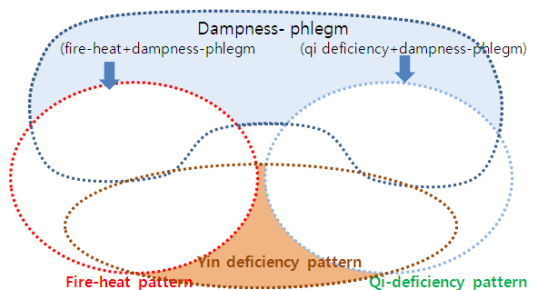 Dampness- phlegm
(fire-heat+dampness-phlegm
(qi deficiency+dampness- phlegm)
Yin deficiency pattern
Fire-heat pattern
Qi-deficiency pattern